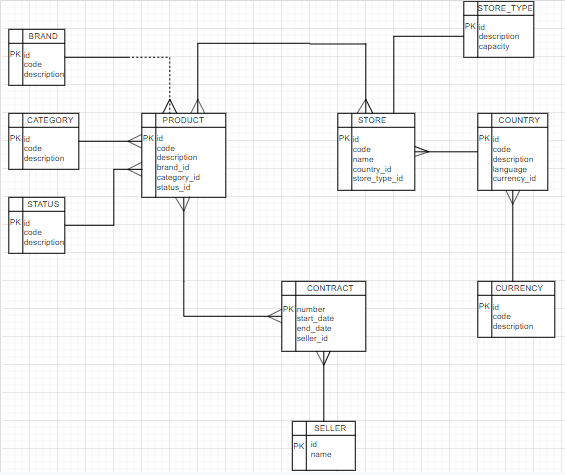 STORE_TYPE
PK id
description
capacity
BRAND
PK id
code
description
CATEGORY
PK id
code
description
PRODUCT
PK id
code
description
brand_id
category_id
status_id
STORE
PK id
code
name
country_id
store_type_id
COUNTRY
PK id
code
description
language
currency_id
STATUS
PK id
code
description
CONTRACT
PK number
start_date
end_date
seller_id
CURRENCY
PK id
code
description
SELLER
PK id
name